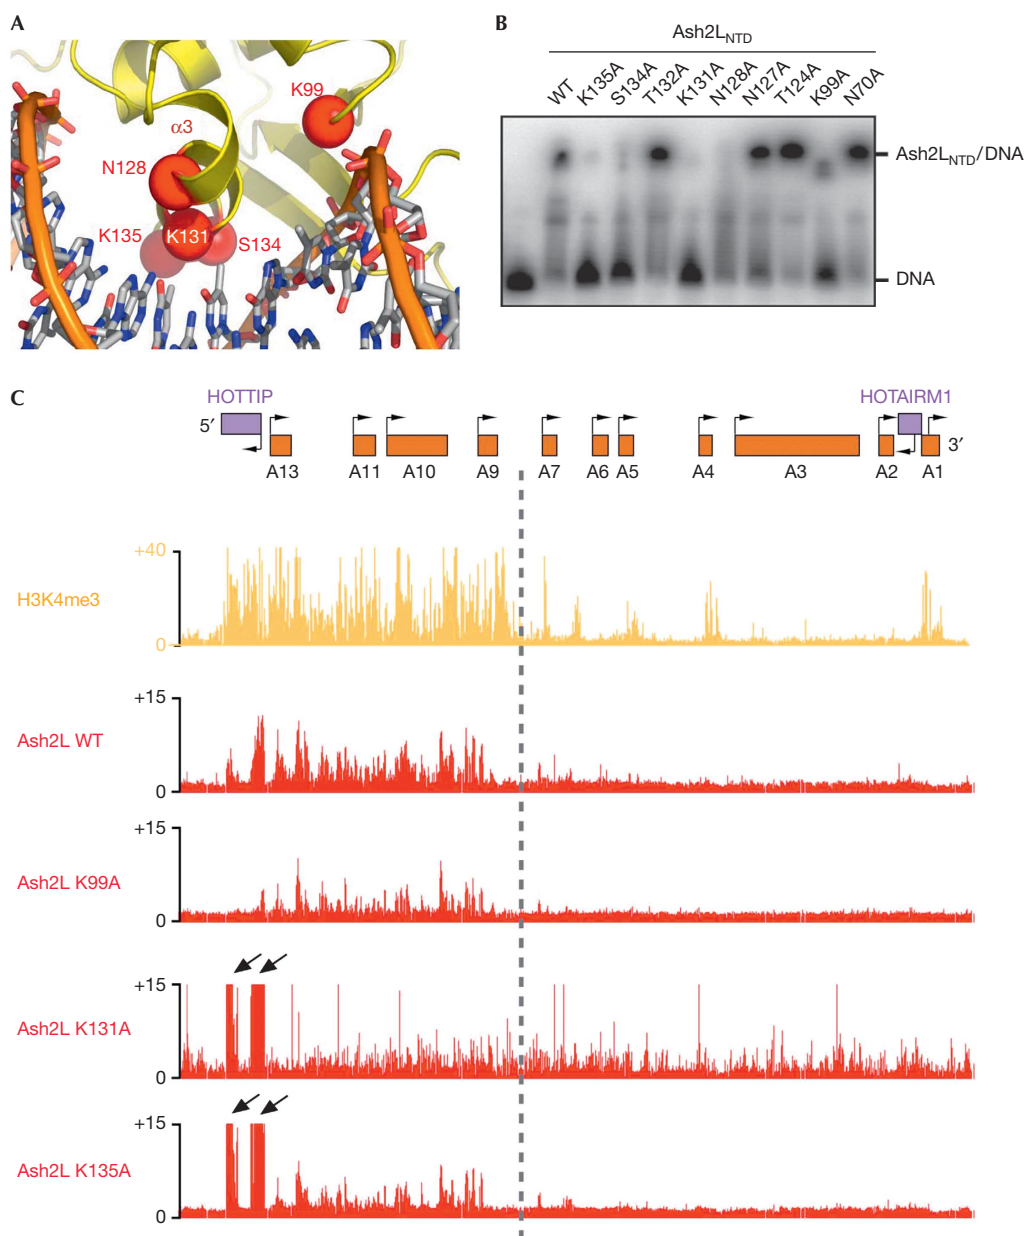 A
K99
α3
N128
K135
K131
S134
B
Ash2L_NTD
WT K135A S134A T132A K131A N128A N127A T124A K99A N70A
Ash2L_NTD/DNA
DNA
C
HOTTIP HOTAIRM1
5′ 3′
A13 A11 A10 A9 A7 A6 A5 A4 A3 A2 A1
+40
H3K4me3
0
+15
Ash2L WT
0
+15
Ash2L K99A
0
+15
Ash2L K131A
0
+15
Ash2L K135A
0